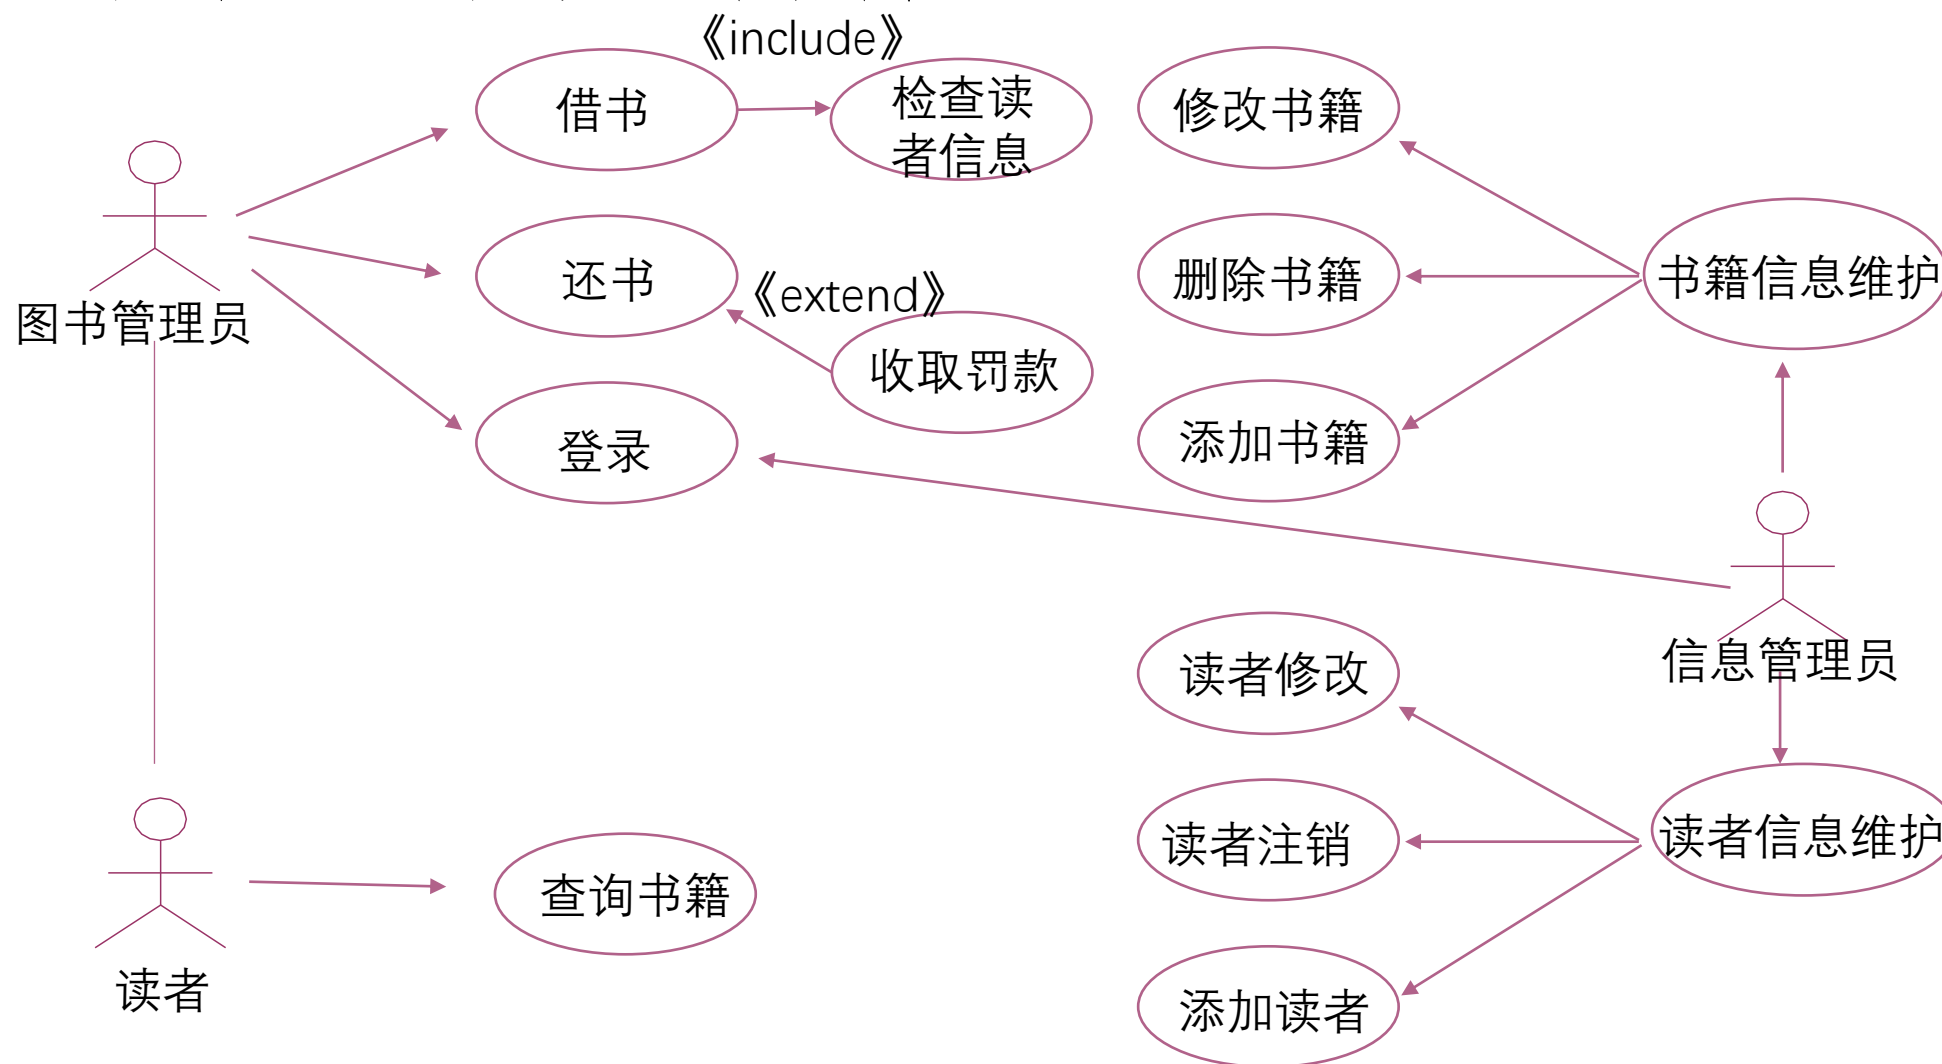 《include》
借书
检查读
者信息
修改书籍
还书
删除书籍
书籍信息维护
《extend》
图书管理员
收取罚款
登录
添加书籍
读者修改
信息管理员
读者注销
读者信息维护
查询书籍
读者
添加读者